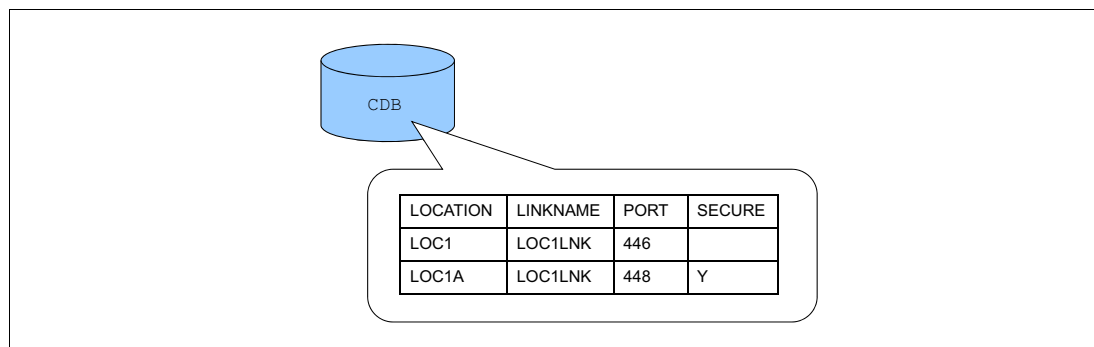 CDB
LOCATION LINKNAME PORT SECURE
LOC1 LOC1LNK 446
LOC1A LOC1LNK 448 Y